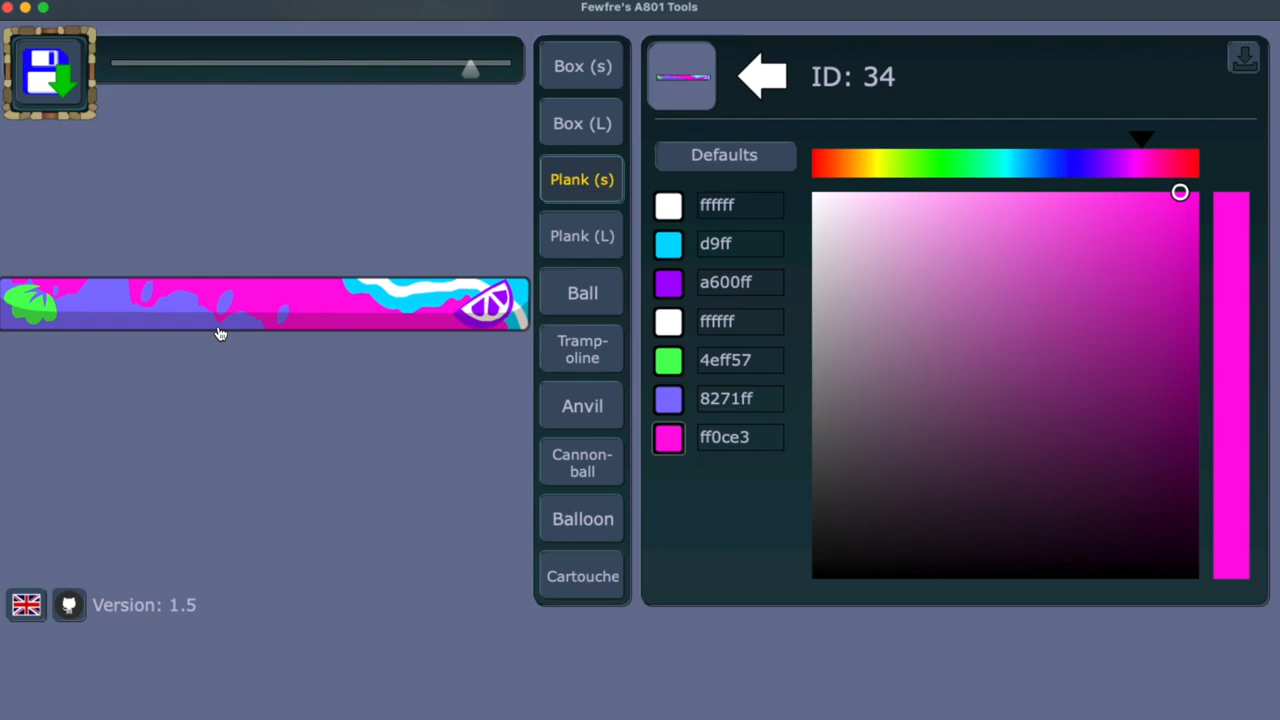 Fewfre's A801 Tools
Box (s)
Box (L)
Plank (s)
Plank (L)
Ball
Tramp-
oline
Anvil
Cannon-
ball
Balloon
Cartouche
ID: 34
Defaults
ffffff
d9ff
a600ff
ffffff
4eff57
8271ff
ff0ce3
Version: 1.5